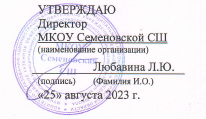 УТВЕРЖДАЮ
Директор
МКОУ Семеновской СШ
(наименование организации)
Любавина Л.Ю.
(подпись) (Фамилия И.О.)
«25» августа 2023 г.